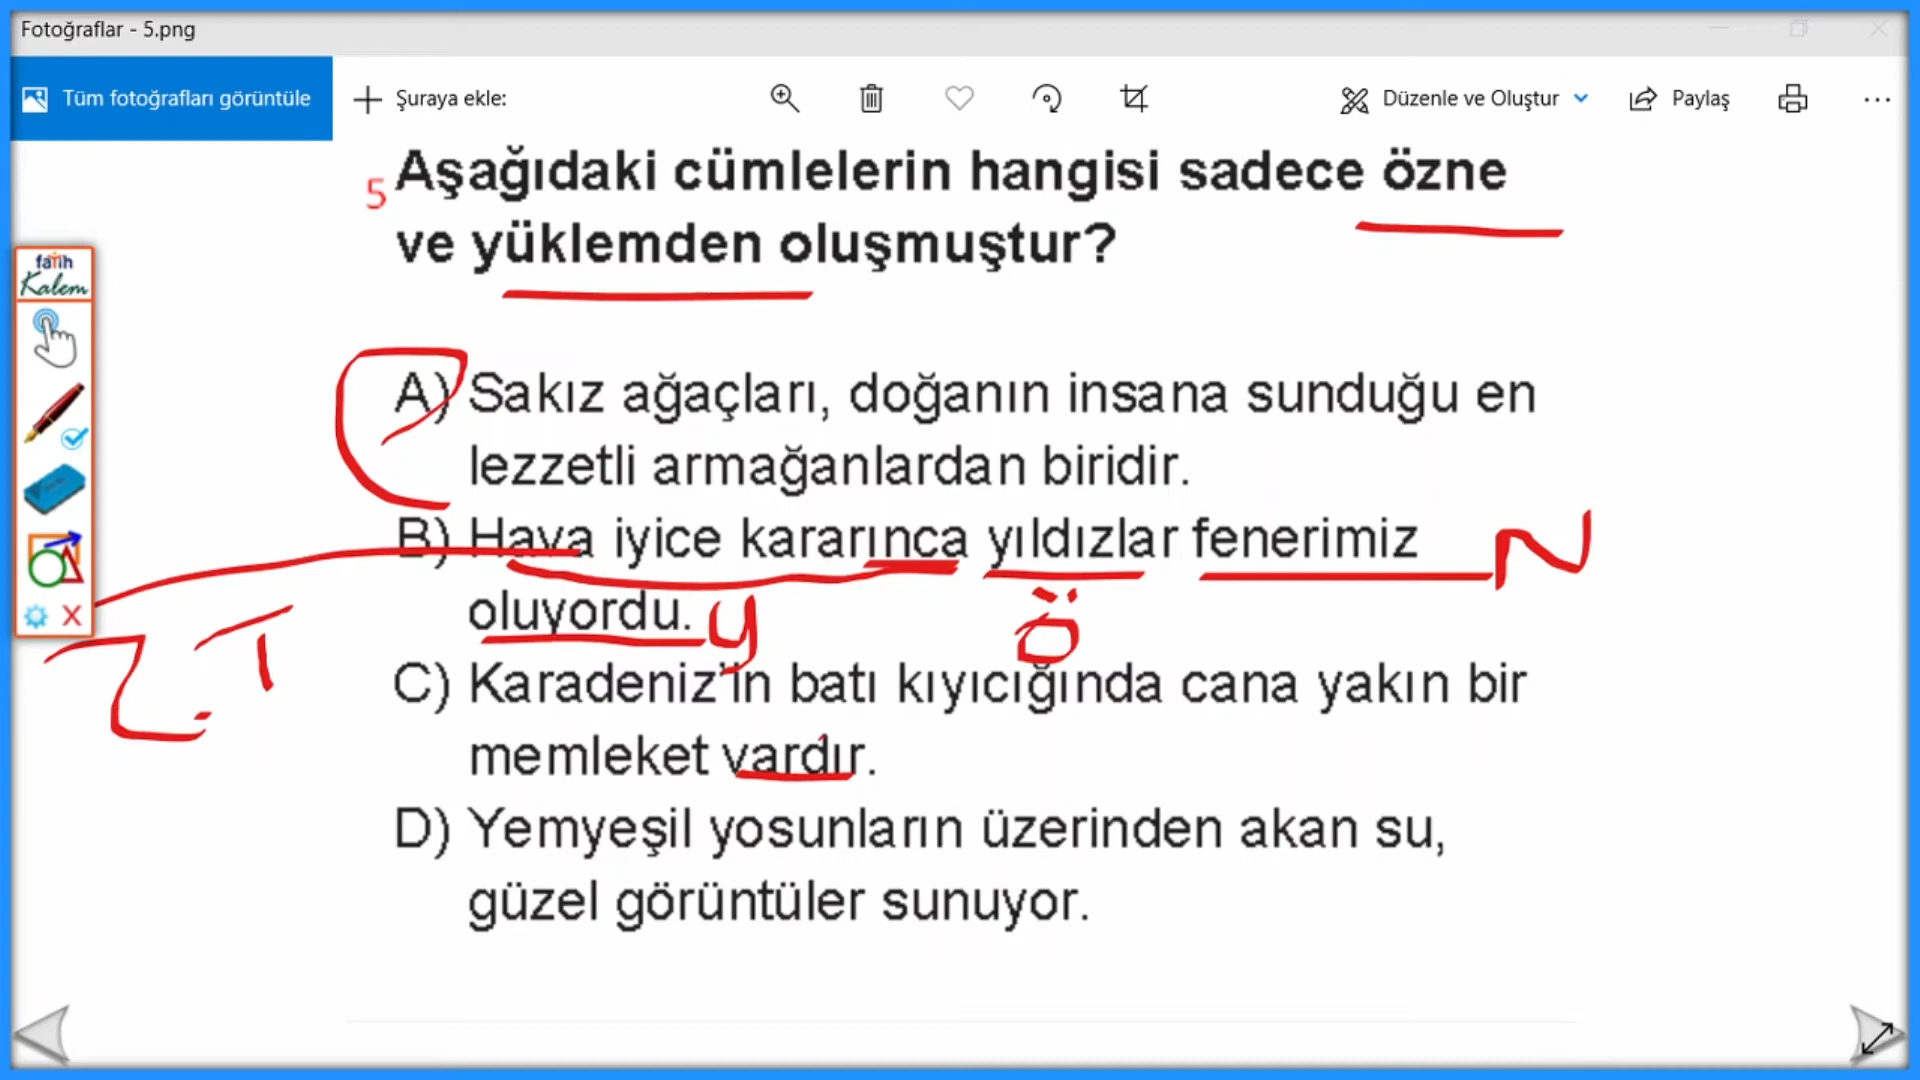 Fotoğraflar - 5.png
Tüm fotoğrafları görüntüle
Şuraya ekle:
Düzenle ve Oluştur
Paylaş
5 Aşağıdaki cümlelerin hangisi sadece özne
ve yüklemden oluşmuştur?
fatih
Kalem
A) Sakız ağaçları, doğanın insana sunduğu en
lezzetli armağanlardan biridir.
B) Hava iyice kararınca yıldızlar fenerimiz N
oluyordu. y ö
Z.T
C) Karadeniz'in batı kıyıcığında cana yakın bir
memleket vardır.
D) Yemyeşil yosunların üzerinden akan su,
güzel görüntüler sunuyor.